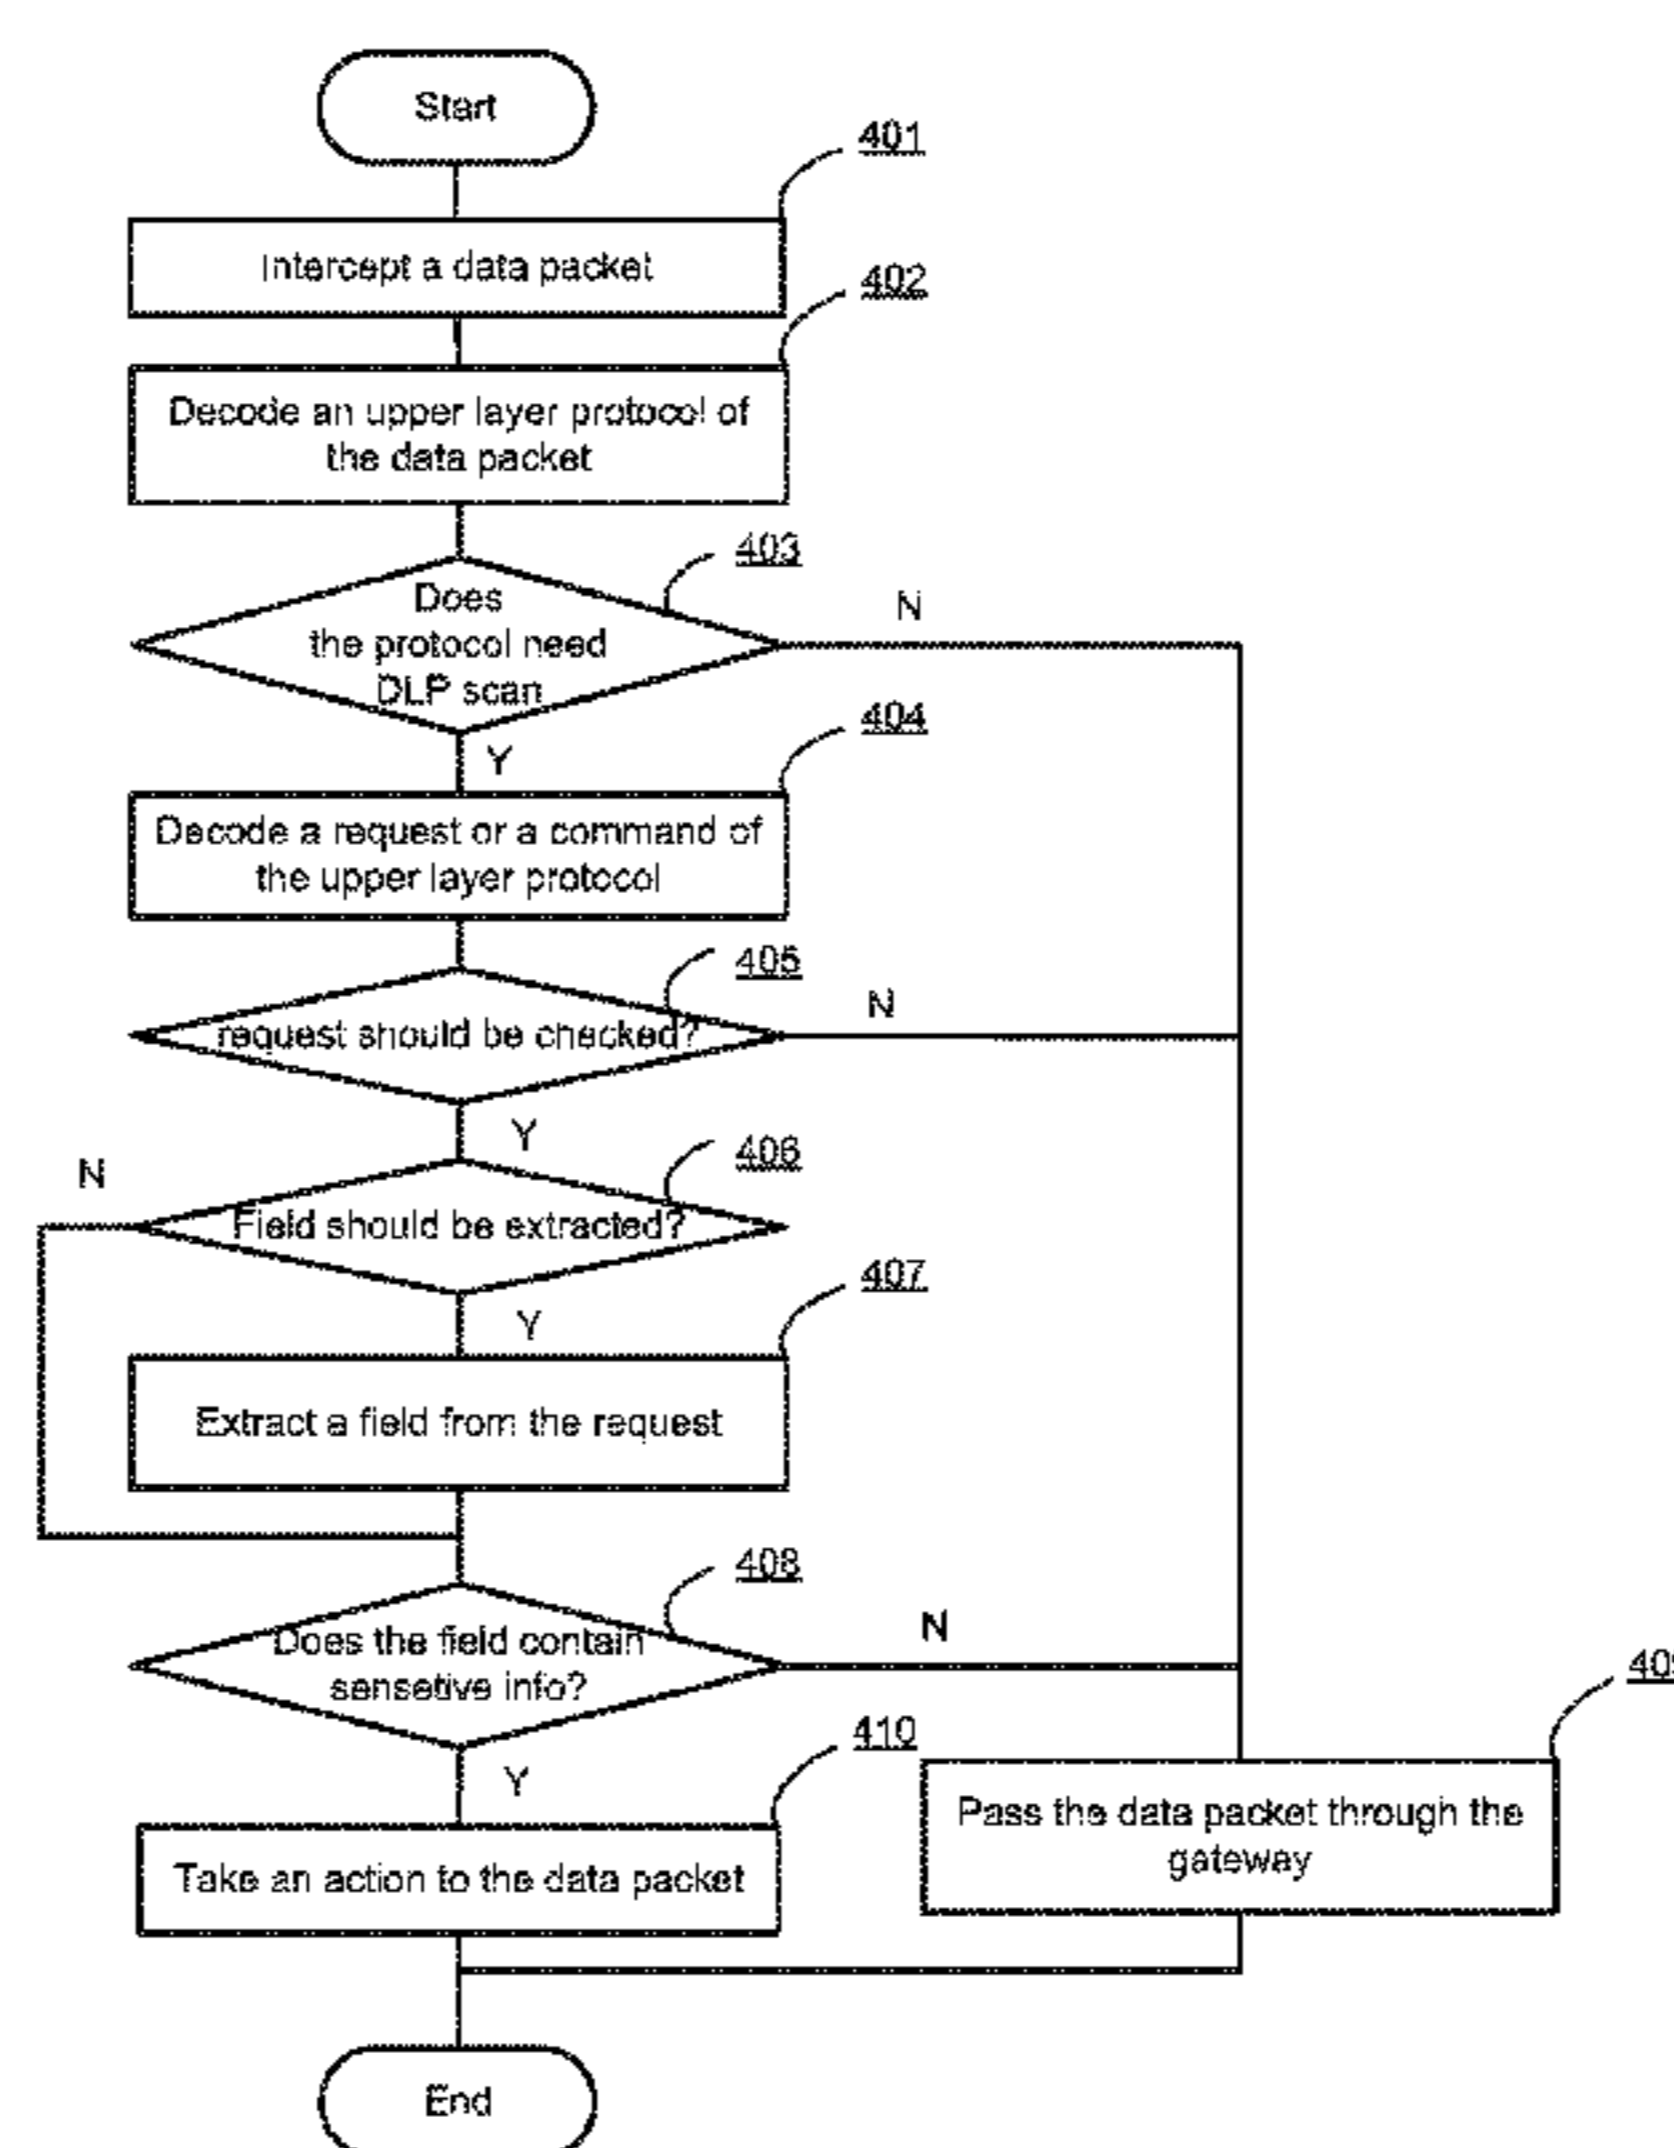 Start
401
Intercept a data packet
402
Decode an upper layer protocol of
the data packet
403
Does
the protocol need
DLP scan
N
Y
404
Decode a request or a command of
the upper layer protocol
405
request should be checked?
N
Y
406
N
Field should be extracted?
Y
407
Extract a field from the request
408
Does the field contain
sensetive info?
N
409
Y
410
Take an action to the data packet
Pass the data packet through the
gateway
End